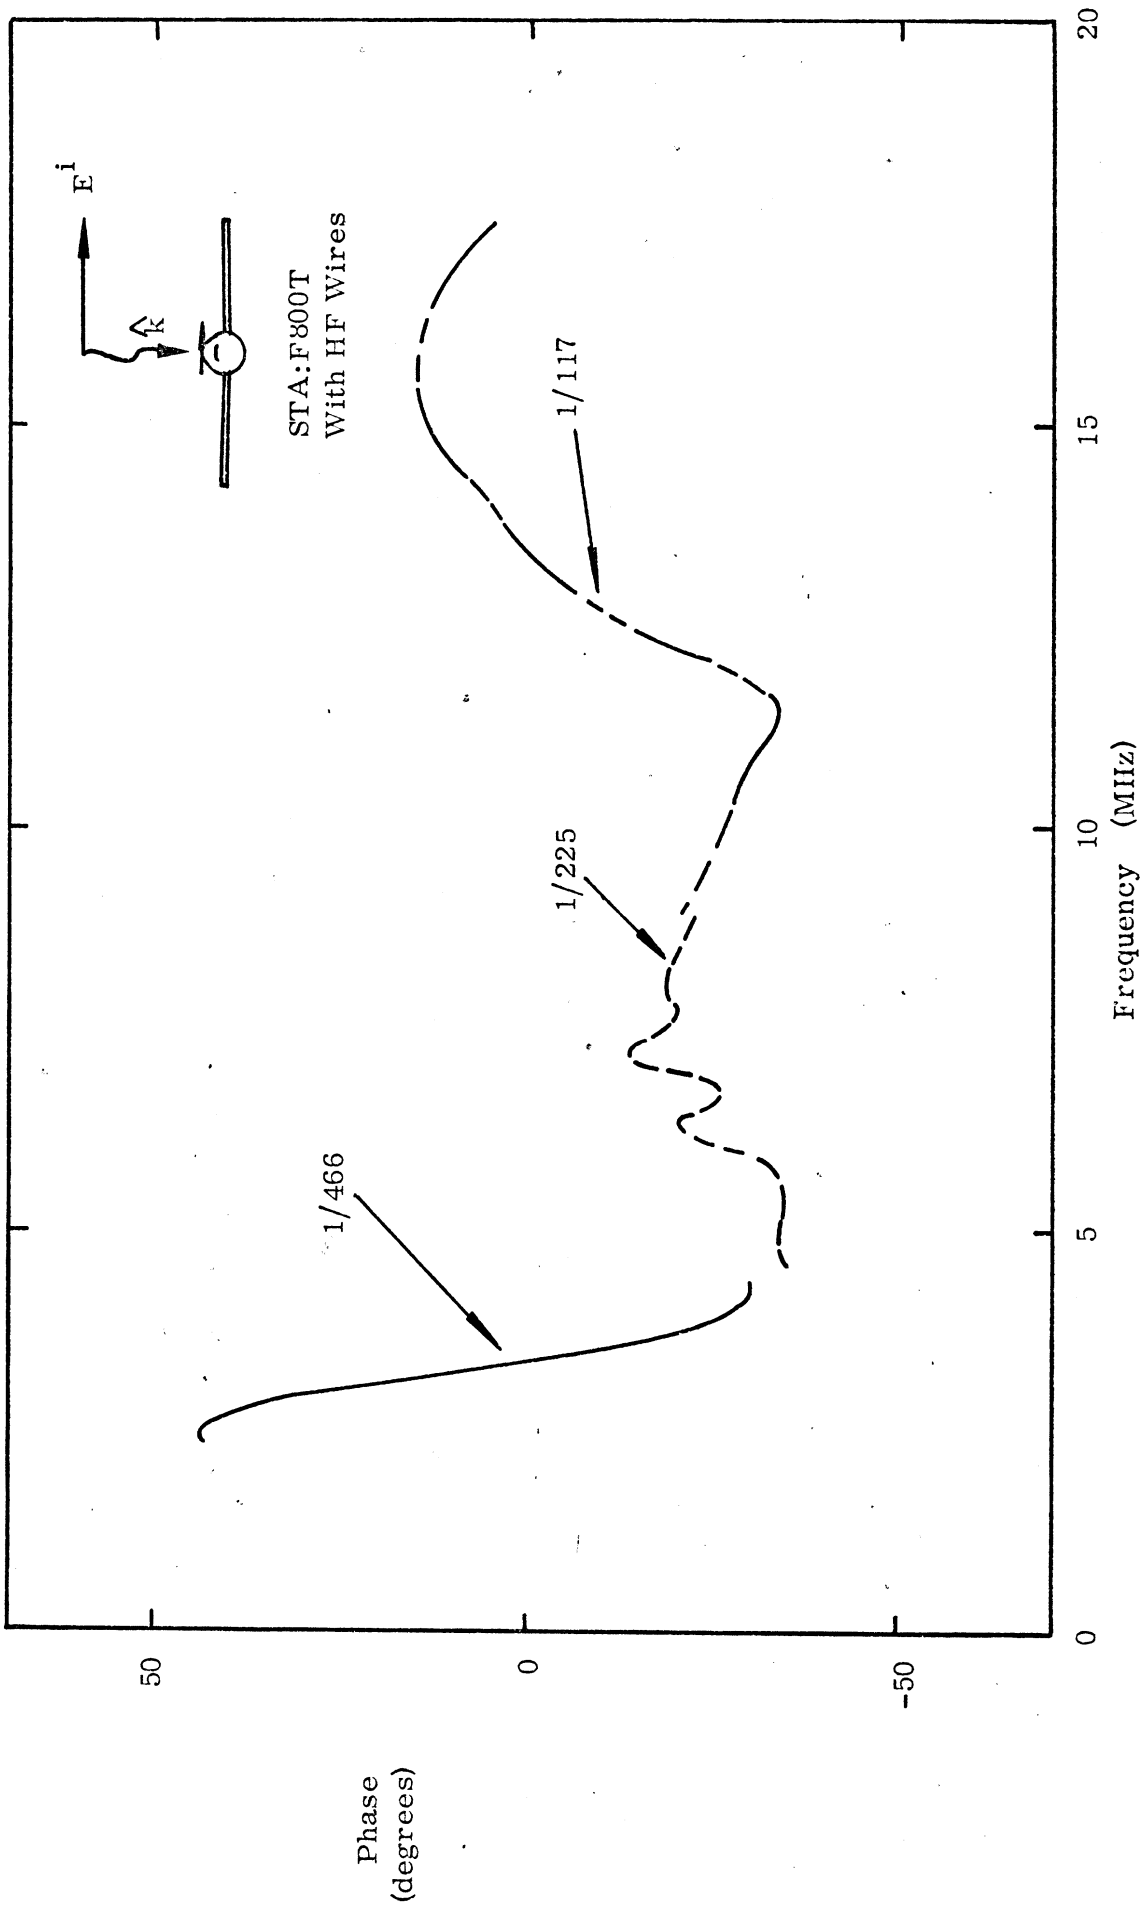 E i
k̂
STA:F800T
With HF Wires
1/466
1/225
1/117
Phase
(degrees)
50
0
-50
0
5
10
15
20
Frequency (MHz)